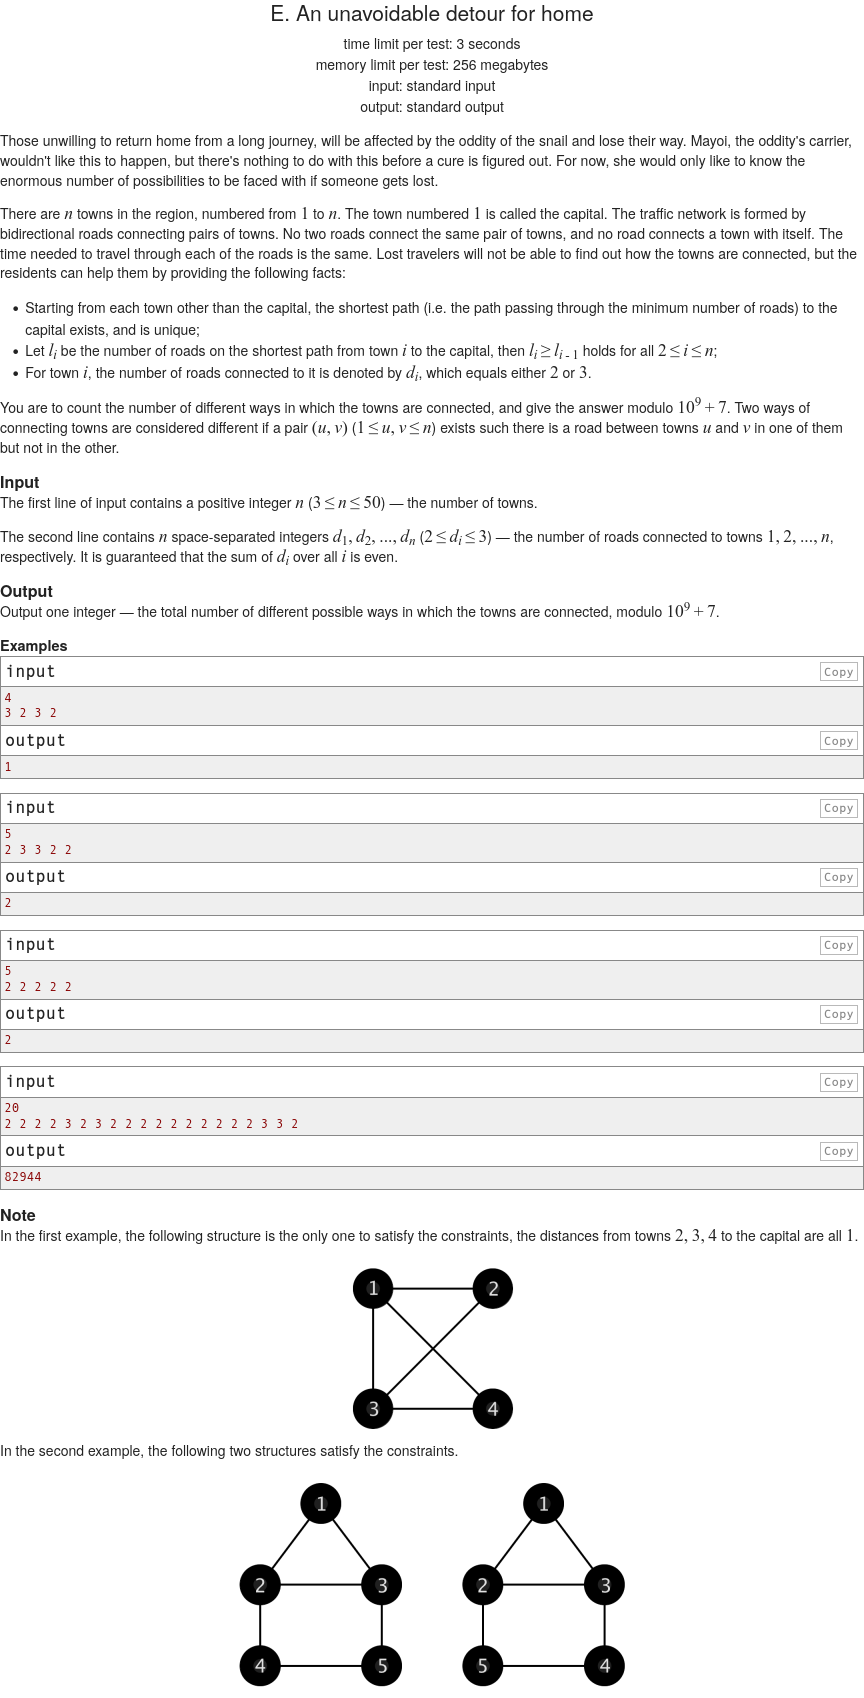 E. An unavoidable detour for home
time limit per test: 3 seconds
memory limit per test: 256 megabytes
input: standard input
output: standard output
Those unwilling to return home from a long journey, will be affected by the oddity of the snail and lose their way. Mayoi, the oddity's carrier,
wouldn't like this to happen, but there's nothing to do with this before a cure is figured out. For now, she would only like to know the
enormous number of possibilities to be faced with if someone gets lost.
There are n towns in the region, numbered from 1 to n. The town numbered 1 is called the capital. The traffic network is formed by
bidirectional roads connecting pairs of towns. No two roads connect the same pair of towns, and no road connects a town with itself. The
time needed to travel through each of the roads is the same. Lost travelers will not be able to find out how the towns are connected, but the
residents can help them by providing the following facts:
• Starting from each town other than the capital, the shortest path (i.e. the path passing through the minimum number of roads) to the
capital exists, and is unique;
• Let l_i be the number of roads on the shortest path from town i to the capital, then l_i ≥ l_{i - 1} holds for all 2 ≤ i ≤ n;
• For town i, the number of roads connected to it is denoted by d_i, which equals either 2 or 3.
You are to count the number of different ways in which the towns are connected, and give the answer modulo 10^9 + 7. Two ways of
connecting towns are considered different if a pair (u, v) (1 ≤ u, v ≤ n) exists such there is a road between towns u and v in one of them
but not in the other.
Input
The first line of input contains a positive integer n (3 ≤ n ≤ 50) — the number of towns.
The second line contains n space-separated integers d_1, d_2, ..., d_n (2 ≤ d_i ≤ 3) — the number of roads connected to towns 1, 2, ..., n,
respectively. It is guaranteed that the sum of d_i over all i is even.
Output
Output one integer — the total number of different possible ways in which the towns are connected, modulo 10^9 + 7.
Examples
input Copy
4
3 2 3 2
output Copy
1
input Copy
5
2 3 3 2 2
output Copy
2
input Copy
5
2 2 2 2 2
output Copy
2
input Copy
20
2 2 2 2 3 2 3 2 2 2 2 2 2 2 2 2 2 3 3 2
output Copy
82944
Note
In the first example, the following structure is the only one to satisfy the constraints, the distances from towns 2, 3, 4 to the capital are all 1.
1 2
3 4
In the second example, the following two structures satisfy the constraints.
1 1
2 3 2 3
4 5 5 4